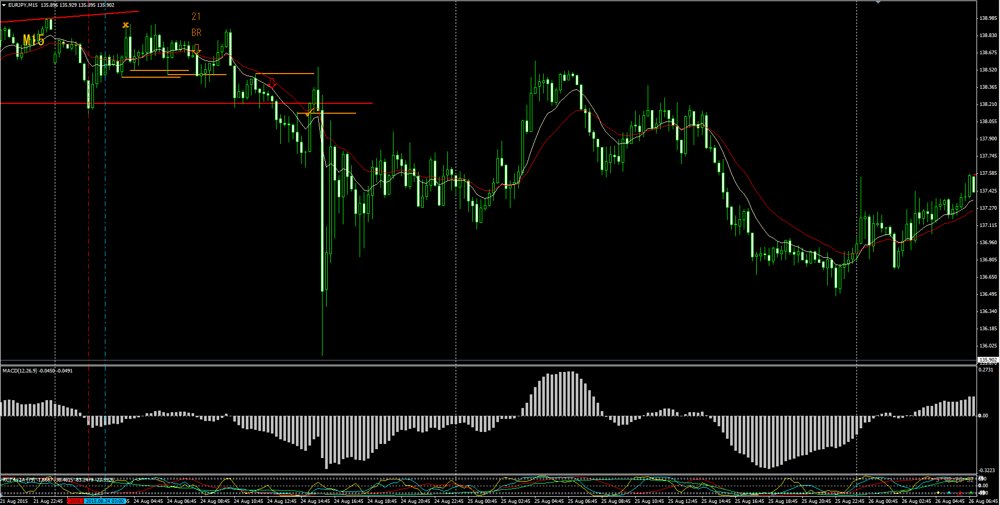 EURJPY,M15 135.896 135.929 135.895 135.902
21
BR
M15
138.985
138.830
138.675
138.520
138.365
138.210
138.055
137.900
137.745
137.585
137.425
137.270
137.115
136.960
136.805
136.650
136.495
136.340
136.185
136.025
135.902
135.870
MACD(12,26,9) -0.0450 -0.0491
0.2731
0.00
-0.3223
0.00
21 Aug 2015
21 Aug 22:45
2015.08.24 03:00
24 Aug 04:45
24 Aug 06:45
24 Aug 08:45
24 Aug 10:45
24 Aug 12:45
24 Aug 14:45
24 Aug 16:45
24 Aug 18:45
24 Aug 20:45
24 Aug 22:45
26 Aug 00:45
25 Aug 02:45
25 Aug 04:45
25 Aug 06:45
25 Aug 08:45
25 Aug 10:45
25 Aug 12:45
25 Aug 14:45
25 Aug 16:45
25 Aug 18:45
25 Aug 20:45
25 Aug 22:45
26 Aug 00:45
26 Aug 02:45
26 Aug 04:45
26 Aug 06:45